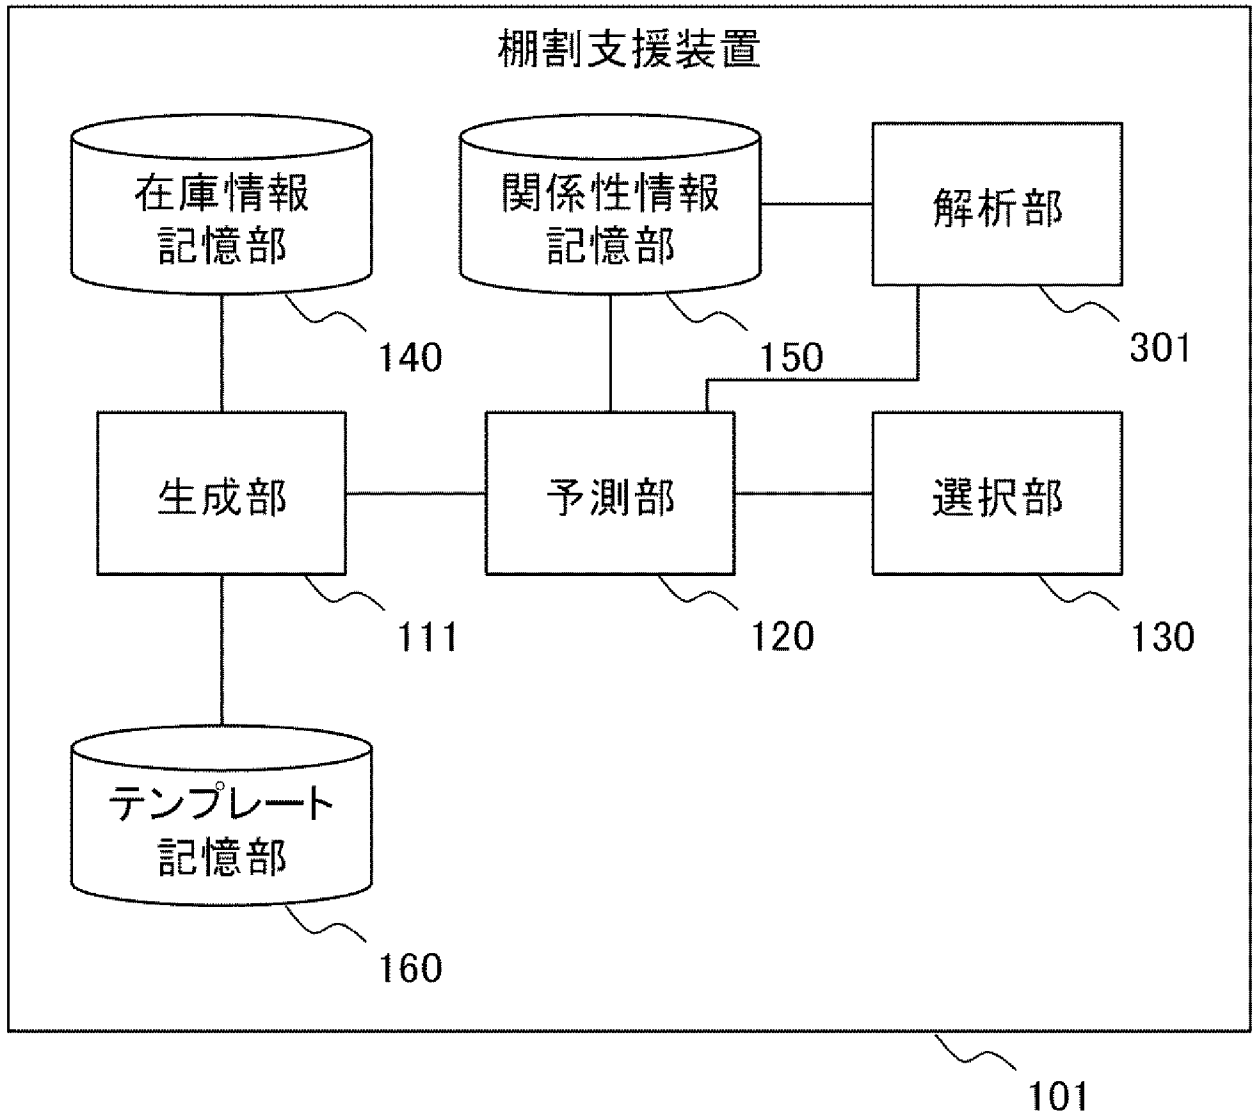 棚割支援装置
在庫情報
記憶部
140
関係性情報
記憶部
150
解析部
301
生成部
111
予測部
120
選択部
130
テンプレート
記憶部
160
101